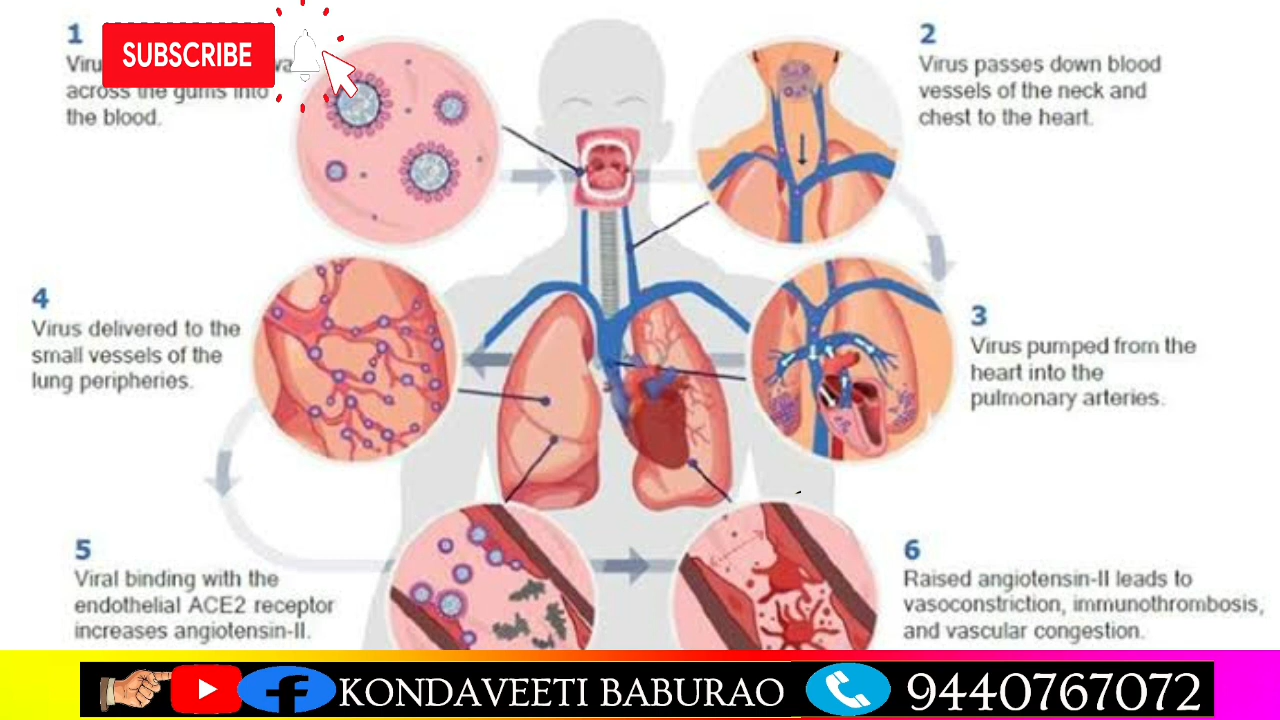 1
SUBSCRIBE
across the gums into
the blood.
2
Virus passes down blood
vessels of the neck and
chest to the heart.
3
Virus pumped from the
heart into the
pulmonary arteries.
4
Virus delivered to the
small vessels of the
lung peripheries.
5
Viral binding with the
endothelial ACE2 receptor
increases angiotensin-II.
6
Raised angiotensin-II leads to
vasoconstriction, immunothrombosis,
and vascular congestion.
KONDAVEETI BABURAO
9440767072